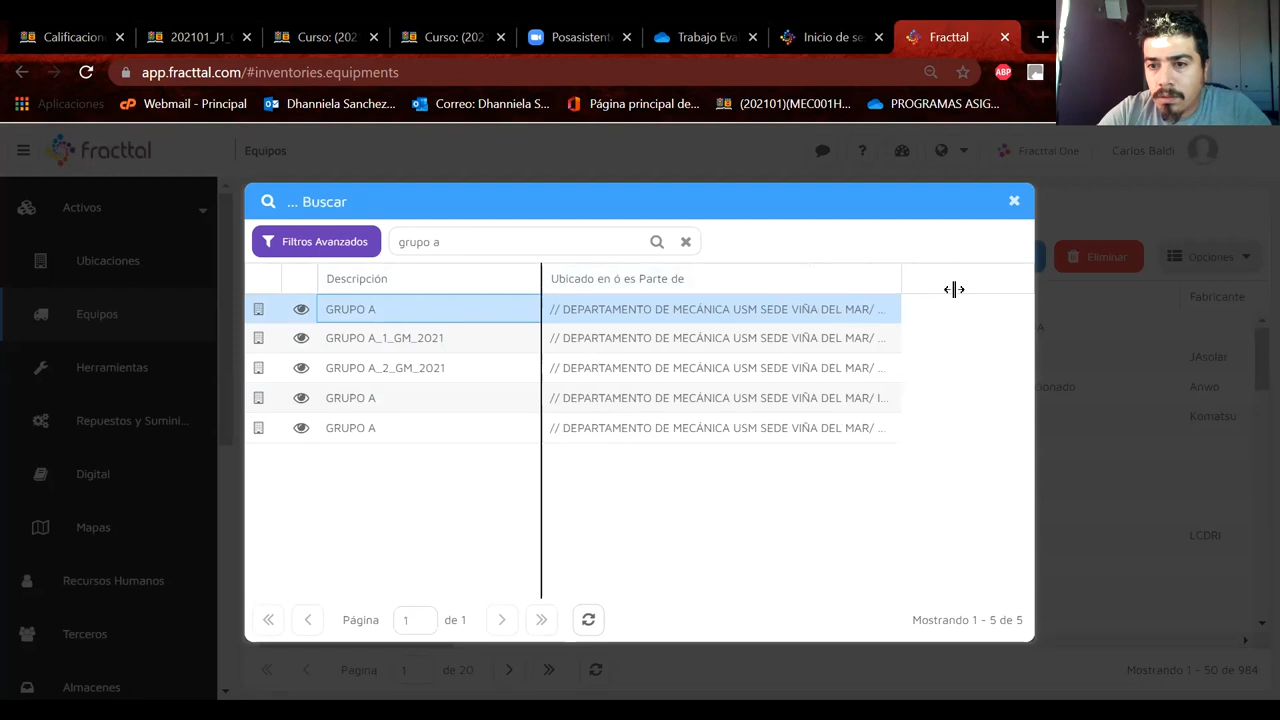 Calificacion
202101_J1_
Curso: (202
Curso: (202
Posasistente
Trabajo Eva
Inicio de se
Fracttal
app.fracttal.com/#inventories.equipments
ABP
Aplicaciones
Webmail - Principal
Dhanniela Sanchez...
Correo: Dhanniela S...
Página principal de...
(202101)(MEC001H...
PROGRAMAS ASIG...
fracttal
Equipos
?
Fracttal One
Carlos Baldi
Activos
Ubicaciones
Equipos
Herramientas
Repuestos y Sumini...
Digital
Mapas
Recursos Humanos
Terceros
Almacenes
... Buscar
Filtros Avanzados
grupo a
Eliminar
Opciones
Descripción
Ubicado en ó es Parte de
Fabricante
GRUPO A
// DEPARTAMENTO DE MECÁNICA USM SEDE VIÑA DEL MAR/ ...
GRUPO A_1_GM_2021
// DEPARTAMENTO DE MECÁNICA USM SEDE VIÑA DEL MAR/ ...
GRUPO A_2_GM_2021
// DEPARTAMENTO DE MECÁNICA USM SEDE VIÑA DEL MAR/ ...
GRUPO A
// DEPARTAMENTO DE MECÁNICA USM SEDE VIÑA DEL MAR/ I...
GRUPO A
// DEPARTAMENTO DE MECÁNICA USM SEDE VIÑA DEL MAR/ ...
A
JAsolar
cionado
Anwo
Komatsu
LCDRI
Página 1 de 1
Mostrando 1 - 5 de 5
Página 1 de 20
Mostrando 1 - 50 de 984